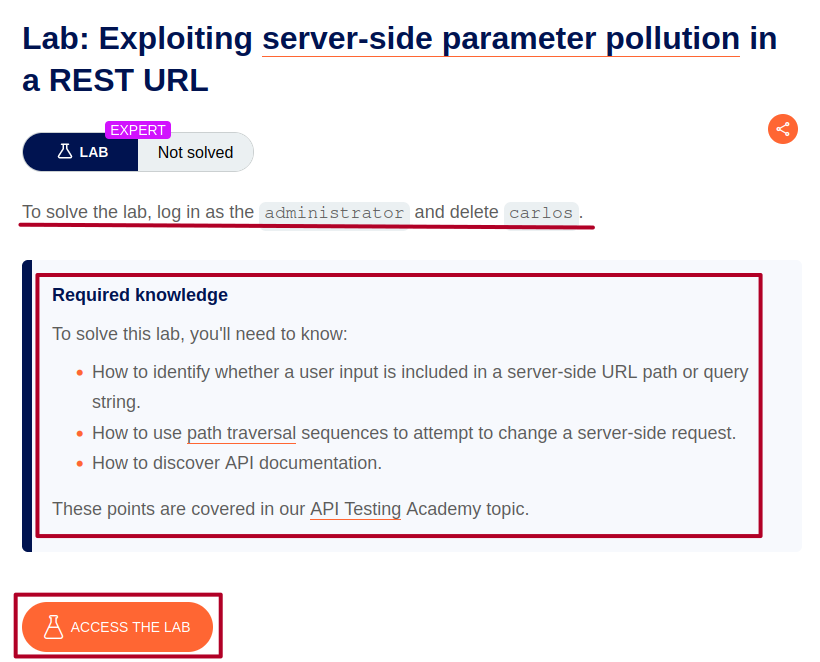 Lab: Exploiting server-side parameter pollution in
a REST URL
EXPERT
LAB Not solved
To solve the lab, log in as the administrator and delete carlos.
Required knowledge
To solve this lab, you'll need to know:
• How to identify whether a user input is included in a server-side URL path or query
string.
• How to use path traversal sequences to attempt to change a server-side request.
• How to discover API documentation.
These points are covered in our API Testing Academy topic.
ACCESS THE LAB